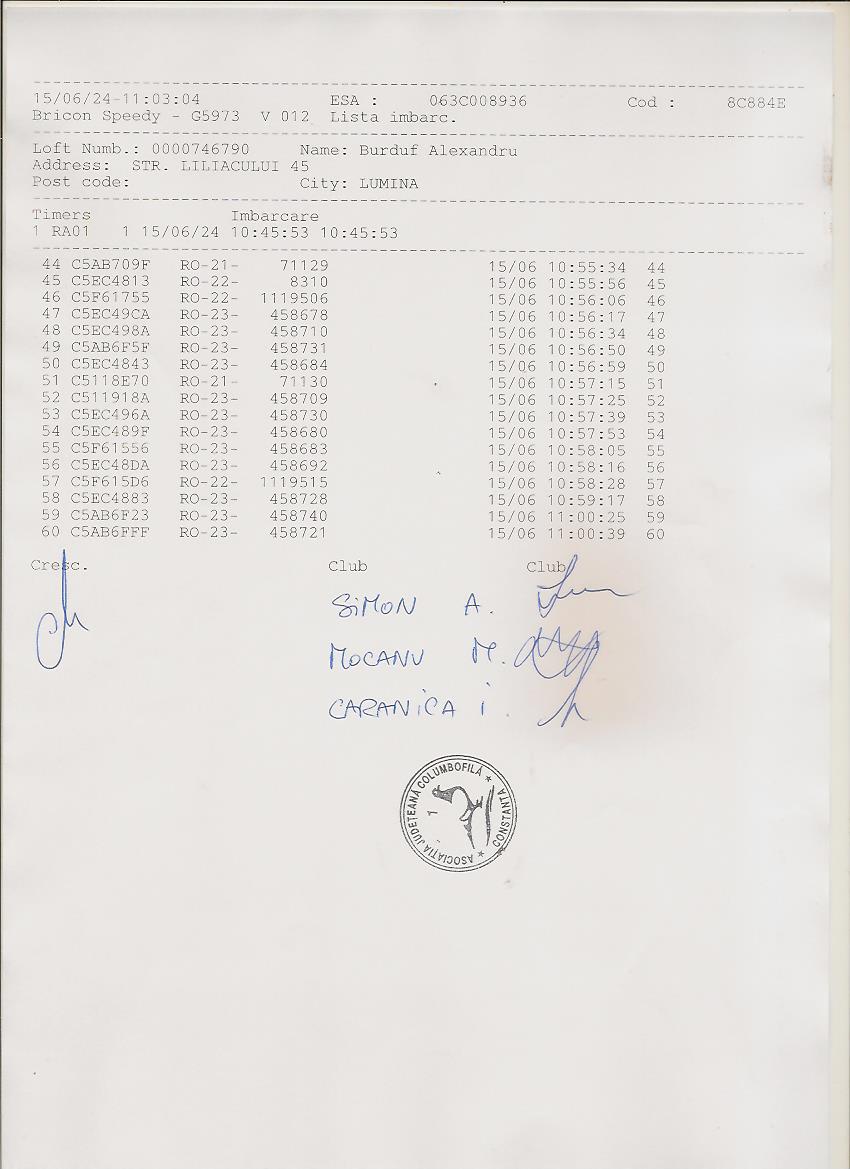 15/06/24-11:03:04 ESA : 063C008936 Cod : 8C884E
Bricon Speedy - G5973 V 012 Lista imbarc.
Loft Numb.: 0000746790 Name: Burduf Alexandru
Address: STR. LILIACULUI 45
Post code: City: LUMINA
Timers Imbarcare
1 RA01 1 15/06/24 10:45:53 10:45:53
44 C5AB709F RO-21- 71129 15/06 10:55:34 44
45 C5EC4813 RO-22- 8310 15/06 10:55:56 45
46 C5F61755 RO-22- 1119506 15/06 10:56:06 46
47 C5EC49CA RO-23- 458678 15/06 10:56:17 47
48 C5EC498A RO-23- 458710 15/06 10:56:34 48
49 C5AB6F5F RO-23- 458731 15/06 10:56:50 49
50 C5EC4843 RO-23- 458684 15/06 10:56:59 50
51 C5118E70 RO-21- 71130 15/06 10:57:15 51
52 C511918A RO-23- 458709 15/06 10:57:25 52
53 C5EC496A RO-23- 458730 15/06 10:57:39 53
54 C5EC489F RO-23- 458680 15/06 10:57:53 54
55 C5F61556 RO-23- 458683 15/06 10:58:05 55
56 C5EC48DA RO-23- 458692 15/06 10:58:16 56
57 C5F615D6 RO-22- 1119515 15/06 10:58:28 57
58 C5EC4883 RO-23- 458728 15/06 10:59:17 58
59 C5AB6F23 RO-23- 458740 15/06 11:00:25 59
60 C5AB6FFF RO-23- 458721 15/06 11:00:39 60
Cresc. Club Club
SiMON A.
MOCANU M.
CARANiCA i.
ASOCIAȚIA JUDEȚEANĂ COLUMBOFILĂ * CONSTANȚA *
1